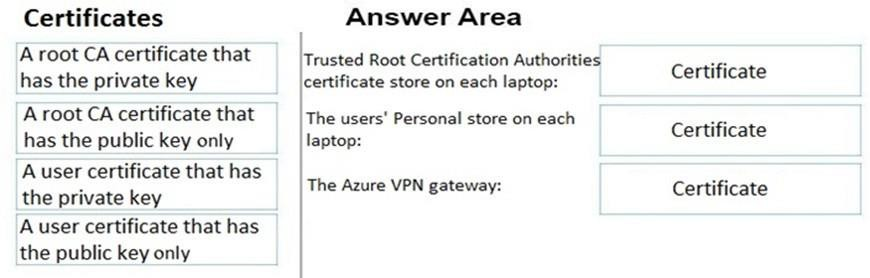 Certificates
A root CA certificate that
has the private key
A root CA certificate that
has the public key only
A user certificate that has
the private key
A user certificate that has
the public key only
Answer Area
Trusted Root Certification Authorities
certificate store on each laptop:
Certificate
The users' Personal store on each
laptop:
Certificate
The Azure VPN gateway:
Certificate